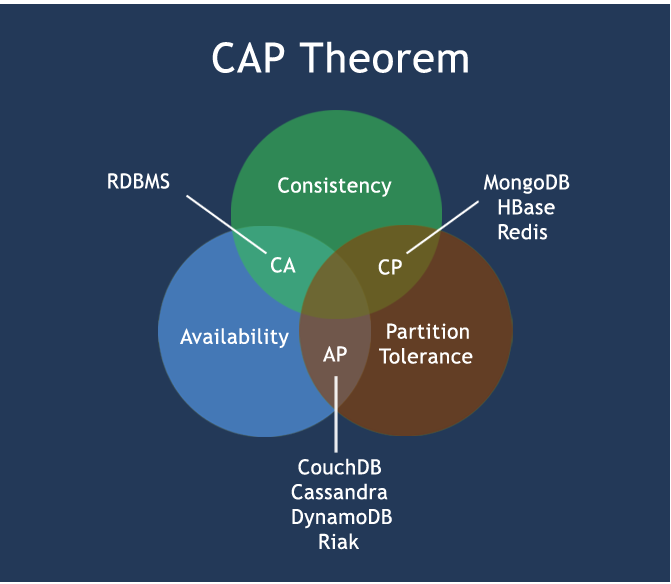 CAP Theorem
Consistency
RDBMS
MongoDB
HBase
Redis
CA
CP
Availability
Partition
Tolerance
AP
CouchDB
Cassandra
DynamoDB
Riak